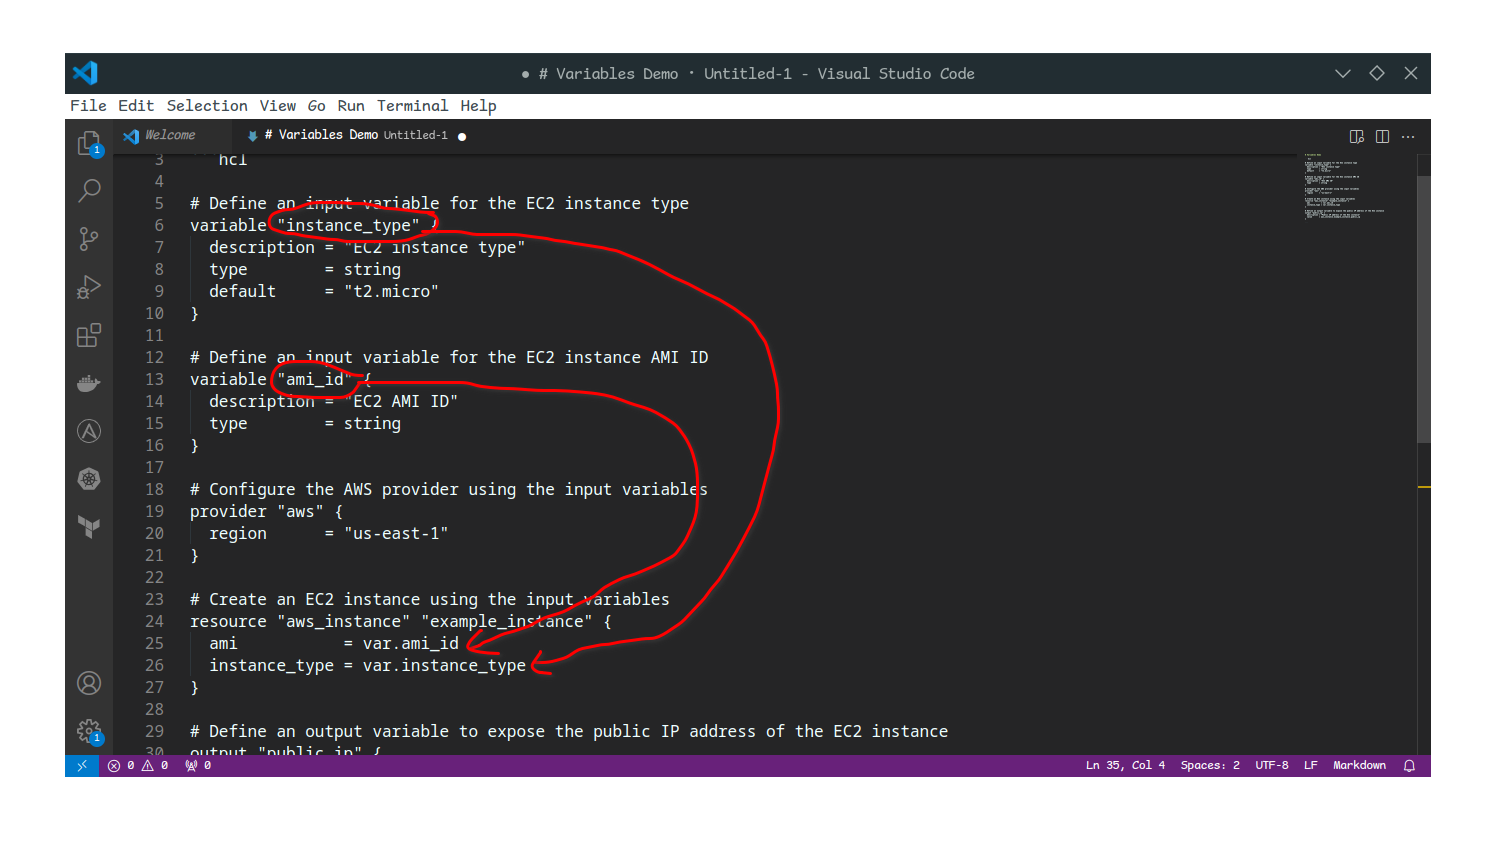 # Variables Demo • Untitled-1 - Visual Studio Code
File Edit Selection View Go Run Terminal Help
Welcome # Variables Demo Untitled-1
3 hcl
4
5 # Define an input variable for the EC2 instance type
6 variable "instance_type" {
7 description = "EC2 instance type"
8 type = string
9 default = "t2.micro"
10 }
11
12 # Define an input variable for the EC2 instance AMI ID
13 variable "ami_id" {
14 description = "EC2 AMI ID"
15 type = string
16 }
17
18 # Configure the AWS provider using the input variables
19 provider "aws" {
20 region = "us-east-1"
21 }
22
23 # Create an EC2 instance using the input variables
24 resource "aws_instance" "example_instance" {
25 ami = var.ami_id
26 instance_type = var.instance_type
27 }
28
29 # Define an output variable to expose the public IP address of the EC2 instance
30 output "public_ip" {
1
1
0 0 0 Ln 35, Col 4 Spaces: 2 UTF-8 LF Markdown